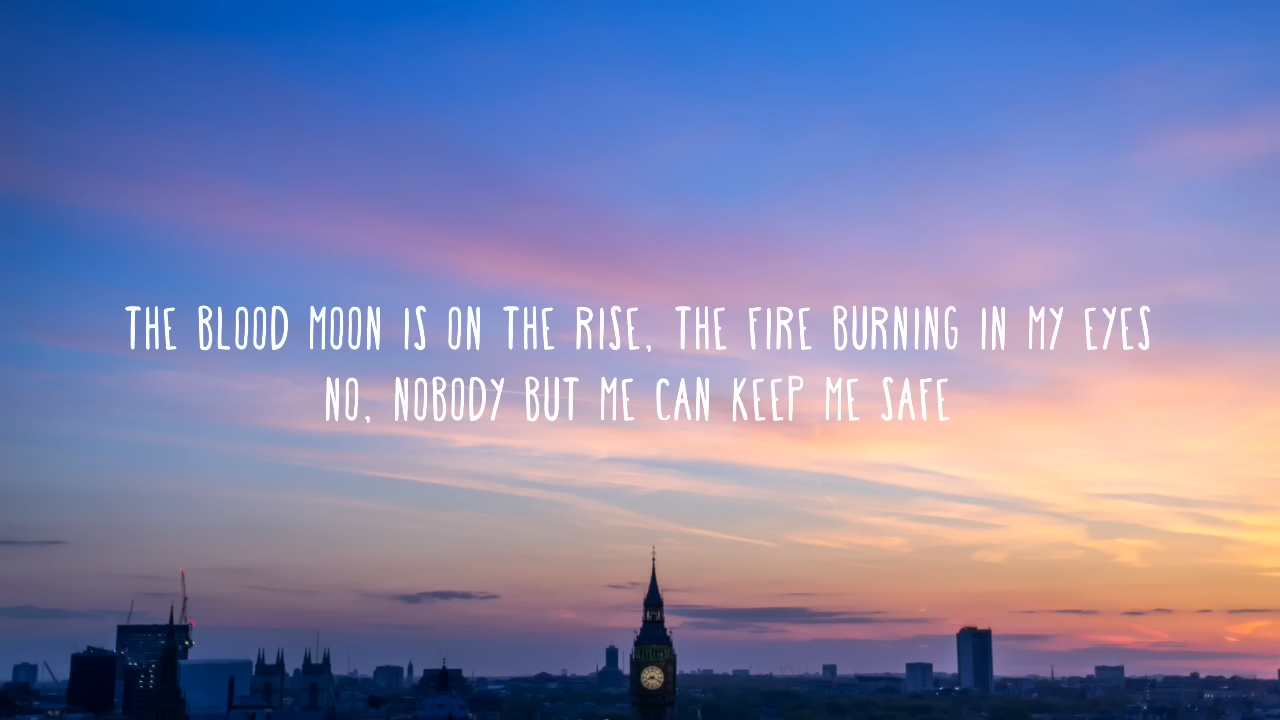 THE BLOOD MOON IS ON THE RISE, THE FIRE BURNING IN MY EYES
NO, NOBODY BUT ME CAN KEEP ME SAFE